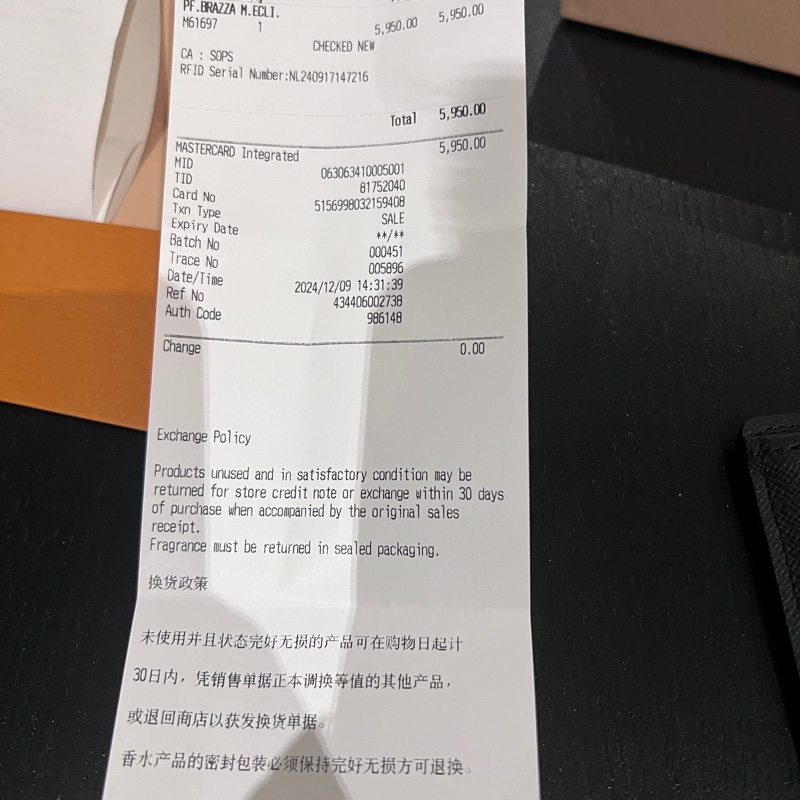 PF.BRAZZA M.ECLI.
M61697 1 5,950.00 5,950.00
CHECKED NEW
CA : SOPS
RFID Serial Number:NL240917147216
Total 5,950.00
MASTERCARD Integrated 5,950.00
MID 063063410005001
TID 81752040
Card No 5156998032159408
Txn Type SALE
Expiry Date **/**
Batch No 000451
Trace No 005896
Date/Time 2024/12/09 14:31:39
Ref No 434406002738
Auth Code 986148
Change 0.00
Exchange Policy
Products unused and in satisfactory condition may be
returned for store credit note or exchange within 30 days
of purchase when accompanied by the original sales
receipt.
Fragrance must be returned in sealed packaging.
换货政策
未使用并且状态完好无损的产品可在购物日起计
30日内，凭销售单据正本调换等值的其他产品，
或退回商店以获发换货单据。
香水产品的密封包装必须保持完好无损方可退换。